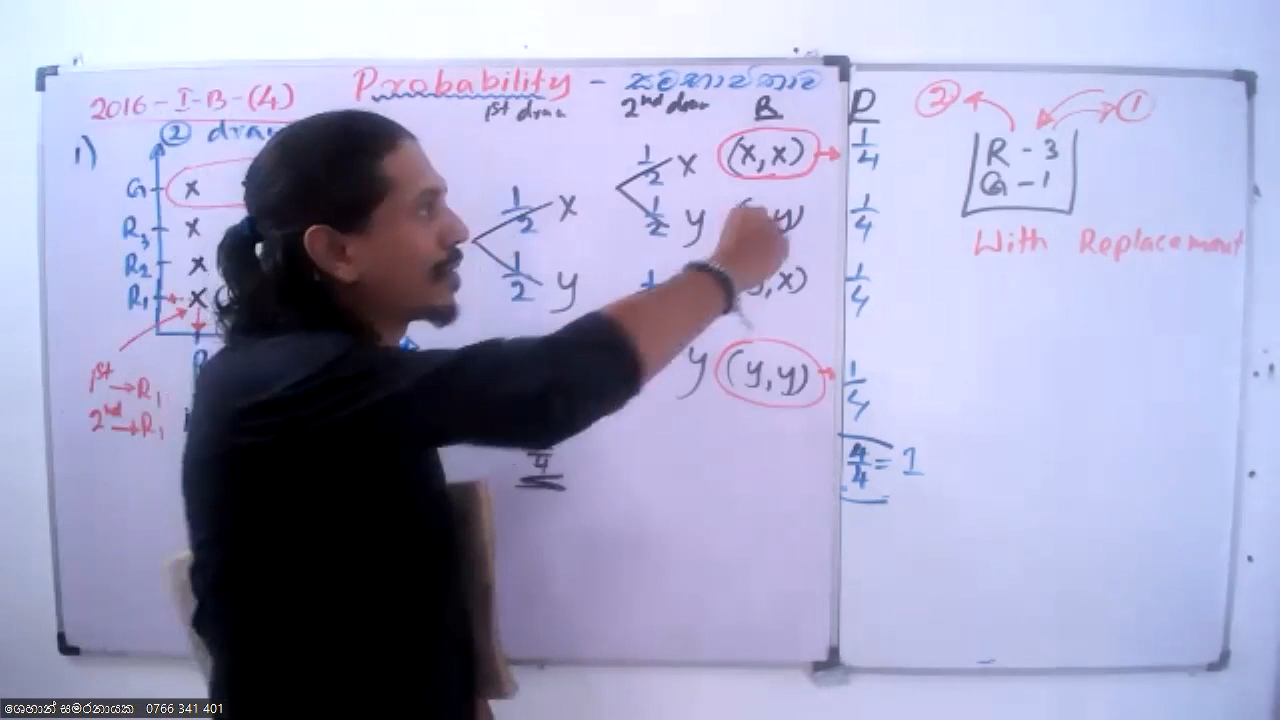 Probability - සම්භාවිතාව
2016 - I - B - (4)
1)
② draw
G x
R₃ x
R₂ x
R₁ x
1st → R₁
2nd → R₁
1st draw 2nd draw B P
1/2 x 1/2 x (x,x) → 1/4
1/2 y y) 1/4
1/2 y ,x) 1/4
y (y,y) → 1/4
4/4 = 1
4
② ①
R - 3
G - 1
With Replacement
0766 341 401